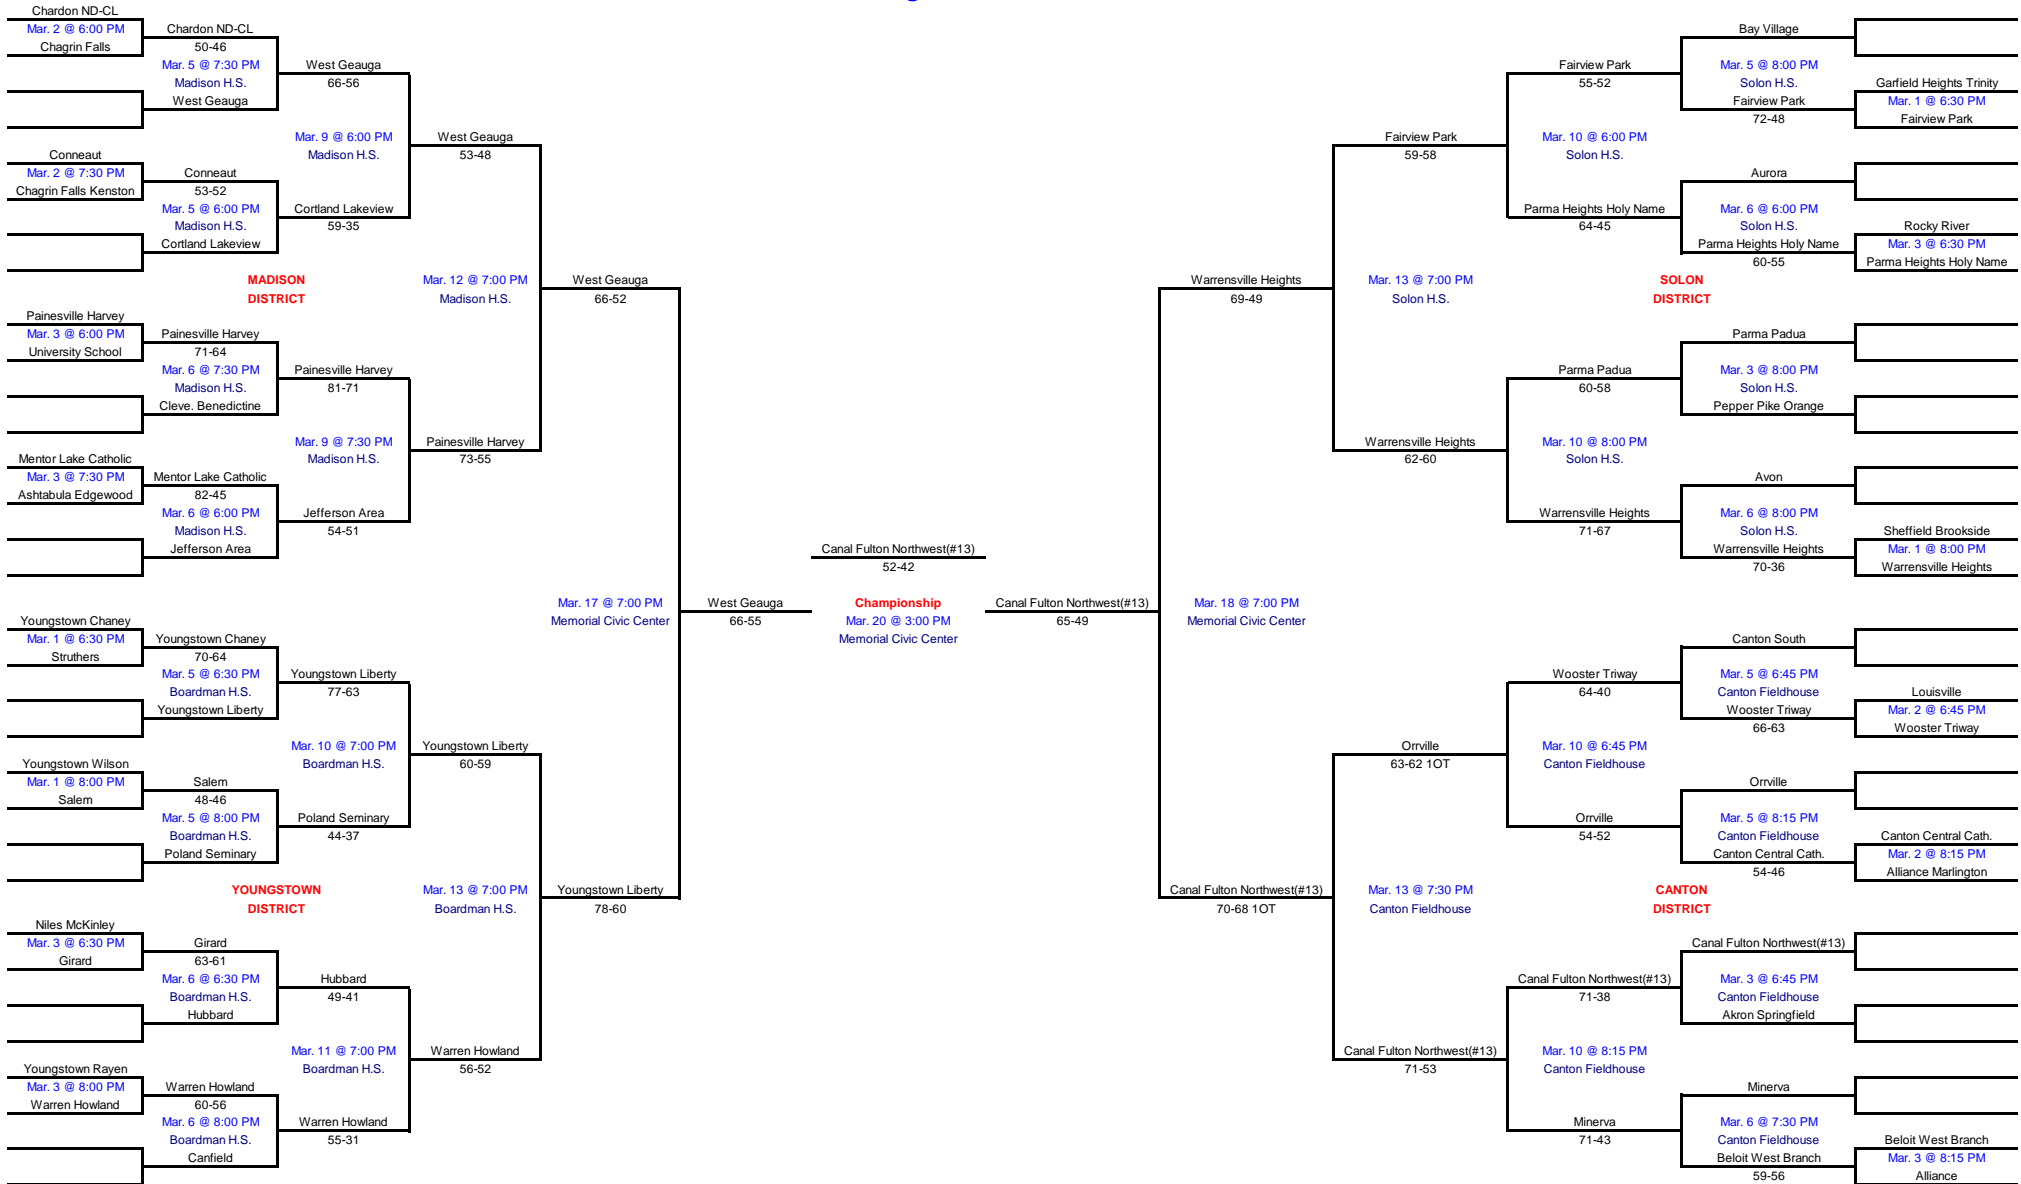 Chardon ND-CL
Mar. 2 @ 6:00 PM
Chagrin Falls
Chardon ND-CL
50-46
Mar. 5 @ 7:30 PM
Madison H.S.
West Geauga
West Geauga
66-56
Mar. 9 @ 6:00 PM
Madison H.S.
Conneaut
Mar. 2 @ 7:30 PM
Chagrin Falls Kenston
Conneaut
53-52
Mar. 5 @ 6:00 PM
Madison H.S.
Cortland Lakeview
Cortland Lakeview
59-35
West Geauga
53-48
MADISON
DISTRICT
Mar. 12 @ 7:00 PM
Madison H.S.
West Geauga
66-52
Painesville Harvey
Mar. 3 @ 6:00 PM
University School
Painesville Harvey
71-64
Mar. 6 @ 7:30 PM
Madison H.S.
Cleve. Benedictine
Painesville Harvey
81-71
Mar. 9 @ 7:30 PM
Madison H.S.
Painesville Harvey
73-55
Mentor Lake Catholic
Mar. 3 @ 7:30 PM
Ashtabula Edgewood
Mentor Lake Catholic
82-45
Mar. 6 @ 6:00 PM
Madison H.S.
Jefferson Area
Jefferson Area
54-51
Mar. 17 @ 7:00 PM
Memorial Civic Center
West Geauga
66-55
Youngstown Chaney
Mar. 1 @ 6:30 PM
Struthers
Youngstown Chaney
70-64
Mar. 5 @ 6:30 PM
Boardman H.S.
Youngstown Liberty
Youngstown Liberty
77-63
Mar. 10 @ 7:00 PM
Boardman H.S.
Youngstown Liberty
60-59
Youngstown Wilson
Mar. 1 @ 8:00 PM
Salem
Salem
48-46
Mar. 5 @ 8:00 PM
Boardman H.S.
Poland Seminary
Poland Seminary
44-37
YOUNGSTOWN
DISTRICT
Mar. 13 @ 7:00 PM
Boardman H.S.
Youngstown Liberty
78-60
Niles McKinley
Mar. 3 @ 6:30 PM
Girard
Girard
63-61
Mar. 6 @ 6:30 PM
Boardman H.S.
Hubbard
Hubbard
49-41
Mar. 11 @ 7:00 PM
Boardman H.S.
Warren Howland
56-52
Youngstown Rayen
Mar. 3 @ 8:00 PM
Warren Howland
Warren Howland
60-56
Mar. 6 @ 8:00 PM
Boardman H.S.
Canfield
Warren Howland
55-31
Canal Fulton Northwest(#13)
52-42
Championship
Mar. 20 @ 3:00 PM
Memorial Civic Center
Canal Fulton Northwest(#13)
65-49
Mar. 18 @ 7:00 PM
Memorial Civic Center
Bay Village
Mar. 5 @ 8:00 PM
Solon H.S.
Fairview Park
72-48
Garfield Heights Trinity
Mar. 1 @ 6:30 PM
Fairview Park
Fairview Park
55-52
Mar. 10 @ 6:00 PM
Solon H.S.
Fairview Park
59-58
Aurora
Mar. 6 @ 6:00 PM
Solon H.S.
Parma Heights Holy Name
60-55
Rocky River
Mar. 3 @ 6:30 PM
Parma Heights Holy Name
Parma Heights Holy Name
64-45
Warrensville Heights
69-49
Mar. 13 @ 7:00 PM
Solon H.S.
SOLON
DISTRICT
Parma Padua
Mar. 3 @ 8:00 PM
Solon H.S.
Pepper Pike Orange
Parma Padua
60-58
Mar. 10 @ 8:00 PM
Solon H.S.
Warrensville Heights
62-60
Avon
Mar. 6 @ 8:00 PM
Solon H.S.
Warrensville Heights
70-36
Sheffield Brookside
Mar. 1 @ 8:00 PM
Warrensville Heights
Warrensville Heights
71-67
Canton South
Mar. 5 @ 6:45 PM
Canton Fieldhouse
Wooster Triway
66-63
Louisville
Mar. 2 @ 6:45 PM
Wooster Triway
Wooster Triway
64-40
Mar. 10 @ 6:45 PM
Canton Fieldhouse
Orrville
63-62 1OT
Orrville
Mar. 5 @ 8:15 PM
Canton Fieldhouse
Canton Central Cath.
54-46
Canton Central Cath.
Mar. 2 @ 8:15 PM
Alliance Marlington
Orrville
54-52
Canal Fulton Northwest(#13)
70-68 1OT
Mar. 13 @ 7:30 PM
Canton Fieldhouse
CANTON
DISTRICT
Canal Fulton Northwest(#13)
Mar. 3 @ 6:45 PM
Canton Fieldhouse
Akron Springfield
Canal Fulton Northwest(#13)
71-38
Mar. 10 @ 8:15 PM
Canton Fieldhouse
Canal Fulton Northwest(#13)
71-53
Minerva
Mar. 6 @ 7:30 PM
Canton Fieldhouse
Beloit West Branch
59-56
Beloit West Branch
Mar. 3 @ 8:15 PM
Alliance
Minerva
71-43